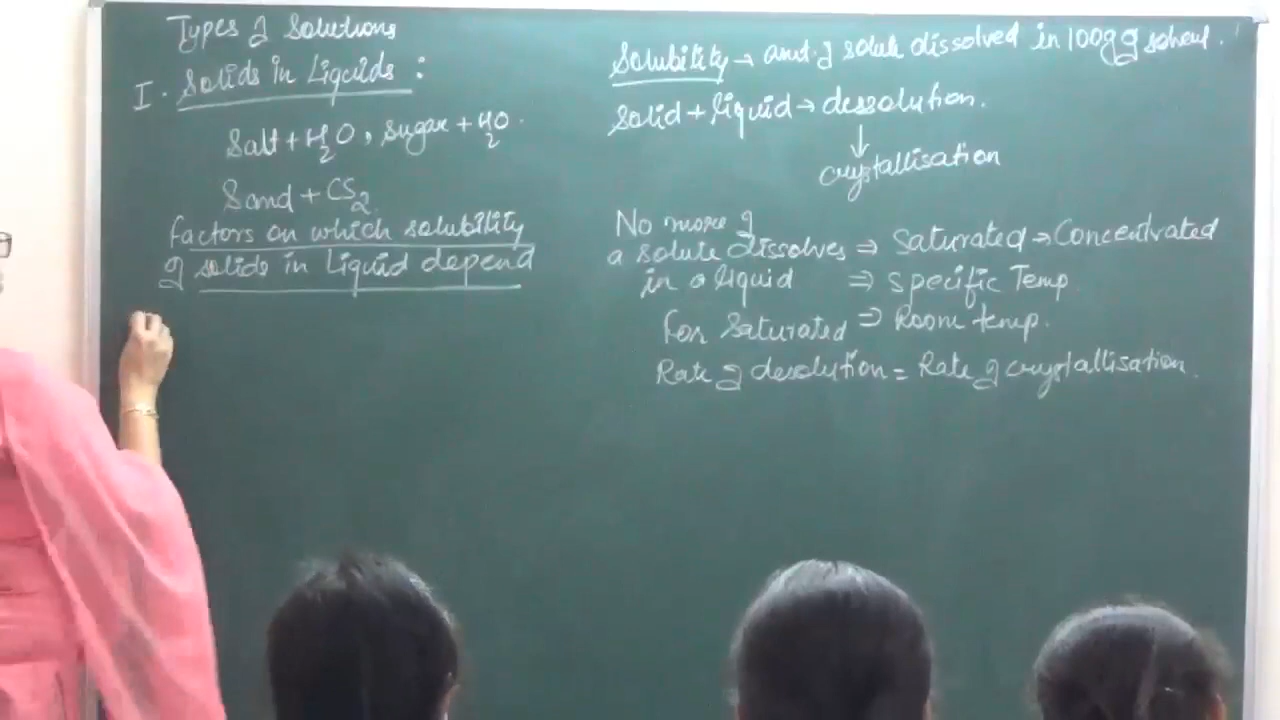 Types of Solutions
I. Solids in Liquids :
Salt + H2O, Sugar + H2O.
Sand + CS2.
factors on which solubility
of solids in Liquid depend
Solubility → amt. of solute dissolved in 100g of solvent.
Solid + liquid → dessolution.
↓
crystallisation
No more of
a solute dissolves ⇒ Saturated → Concentrated
in a liquid ⇒ Specific Temp
For Saturated ⇒ Room temp.
Rate of desolution = Rate of crystallisation.